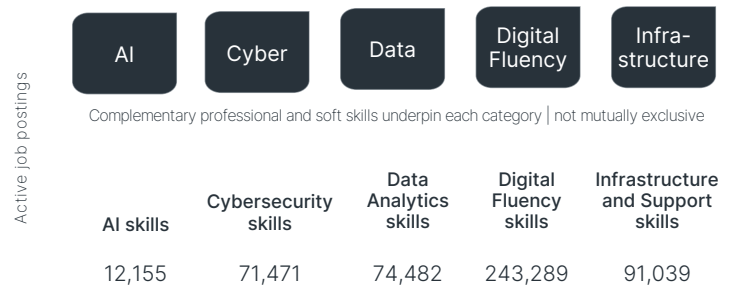 AI
Cyber
Data
Digital
Fluency
Infra-
structure
Complementary professional and soft skills underpin each category | not mutually exclusive
Active job postings
AI skills
Cybersecurity
skills
Data
Analytics
skills
Digital
Fluency
skills
Infrastructure
and Support
skills
12,155
71,471
74,482
243,289
91,039